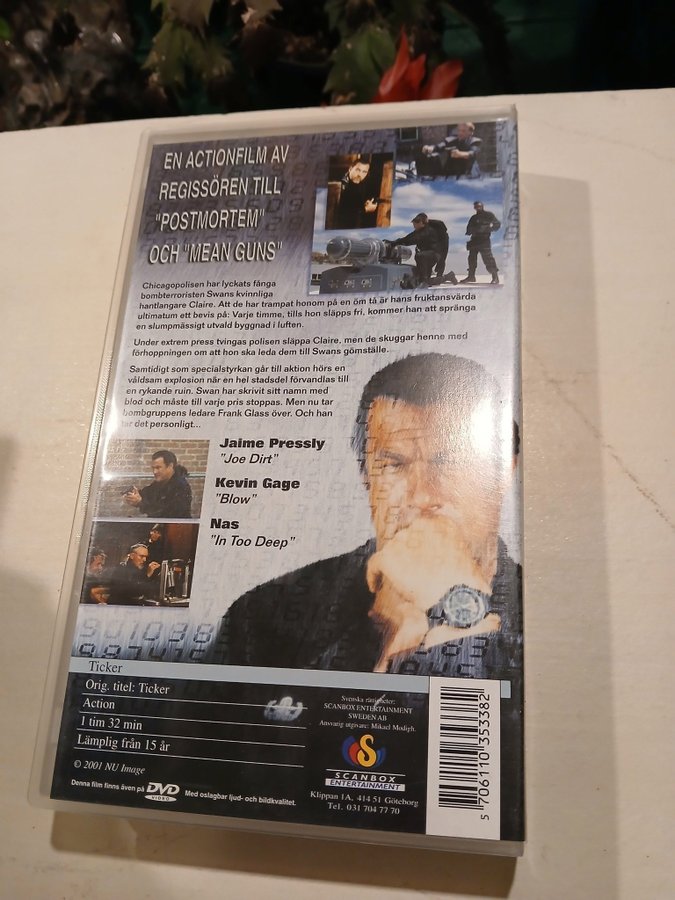 EN ACTIONFILM AV
REGISSÖREN TILL
"POSTMORTEM"
OCH "MEAN GUNS"
Chicagopolisen har lyckats fånga
bombterroristen Swans kvinnliga
hantlangare Claire. Att de har trampat honom på en öm tå är hans fruktansvärda
ultimatum ett bevis på: Varje timme, tills hon släpps fri, kommer han att spränga
en slumpmässigt utvald byggnad i luften.
Under extrem press tvingas polisen släppa Claire, men de skuggar henne med
förhoppningen om att hon ska leda dem till Swans gömställe.
Samtidigt som specialstyrkan går till aktion hörs en
våldsam explosion när en hel stadsdel förvandlas till
en rykande ruin. Swan har skrivit sitt namn med
blod och måste till varje pris stoppas. Men nu tar
bombgruppens ledare Frank Glass över. Och han
tar det personligt...
Jaime Pressly
"Joe Dirt"
Kevin Gage
"Blow"
Nas
"In Too Deep"
Ticker
Orig. titel: Ticker
Action
1 tim 32 min
Lämplig från 15 år
© 2001 NU Image
Denna film finns även på DVD VIDEO Med oslagbar ljud- och bildkvalitet.
Svenska rättigheter:
SCANBOX ENTERTAINMENT
SWEDEN AB
Ansvarig utgivare: Mikael Modigh.
S
SCANBOX
ENTERTAINMENT
Klippan 1A, 414 51 Göteborg
Tel. 031 704 77 70
5 706110 353382